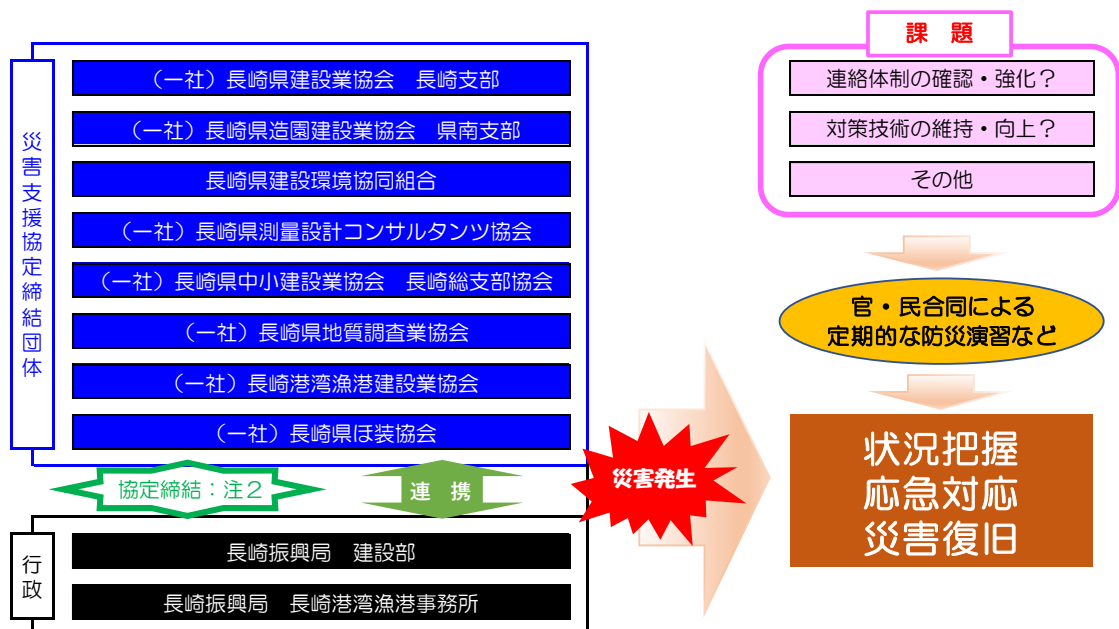 災害支援協定締結団体
（一社）長崎県建設業協会　長崎支部
（一社）長崎県造園建設業協会　県南支部
長崎県建設環境協同組合
（一社）長崎県測量設計コンサルタンツ協会
（一社）長崎県中小建設業協会　長崎総支部協会
（一社）長崎県地質調査業協会
（一社）長崎港湾漁港建設業協会
（一社）長崎県ほ装協会
協定締結：注２
連　携
行政
長崎振興局　建設部
長崎振興局　長崎港湾漁港事務所
災害発生
課　題
連絡体制の確認・強化？
対策技術の維持・向上？
その他
官・民合同による
定期的な防災演習など
状況把握
応急対応
災害復旧